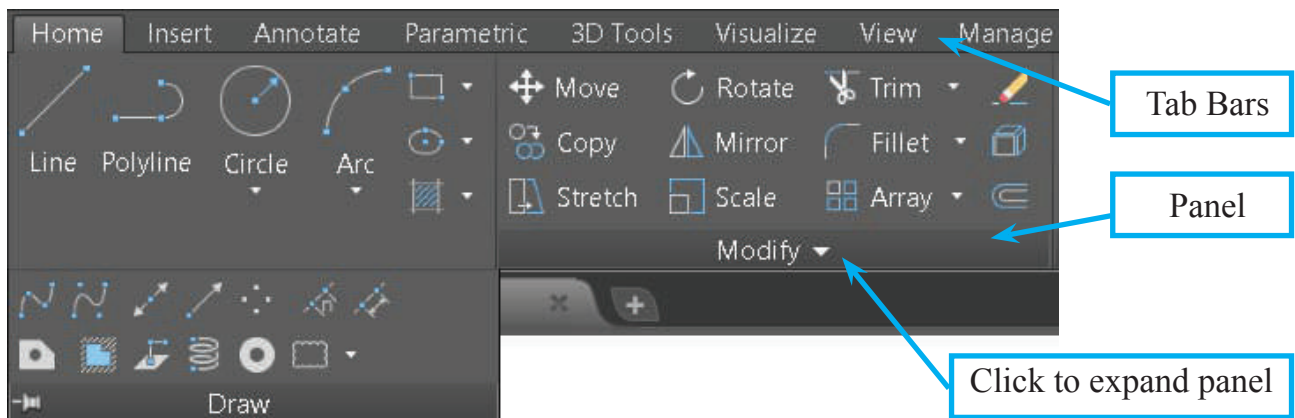 Home Insert Annotate Parametric 3D Tools Visualize View Manage
Line Polyline Circle Arc
Move Rotate Trim
Copy Mirror Fillet
Stretch Scale Array
Modify
Draw
Tab Bars
Panel
Click to expand panel